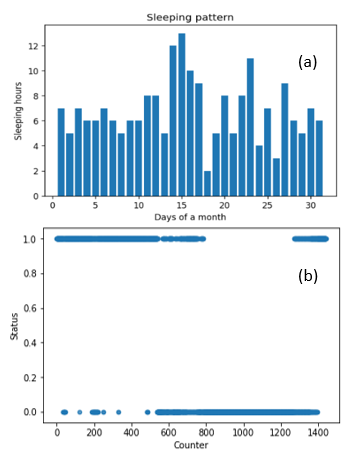 Sleeping pattern
(a)
12
10
8
6
4
2
0
Sleeping hours
0 5 10 15 20 25 30
Days of a month
(b)
1.0
0.8
0.6
0.4
0.2
0.0
Status
0 200 400 600 800 1000 1200 1400
Counter